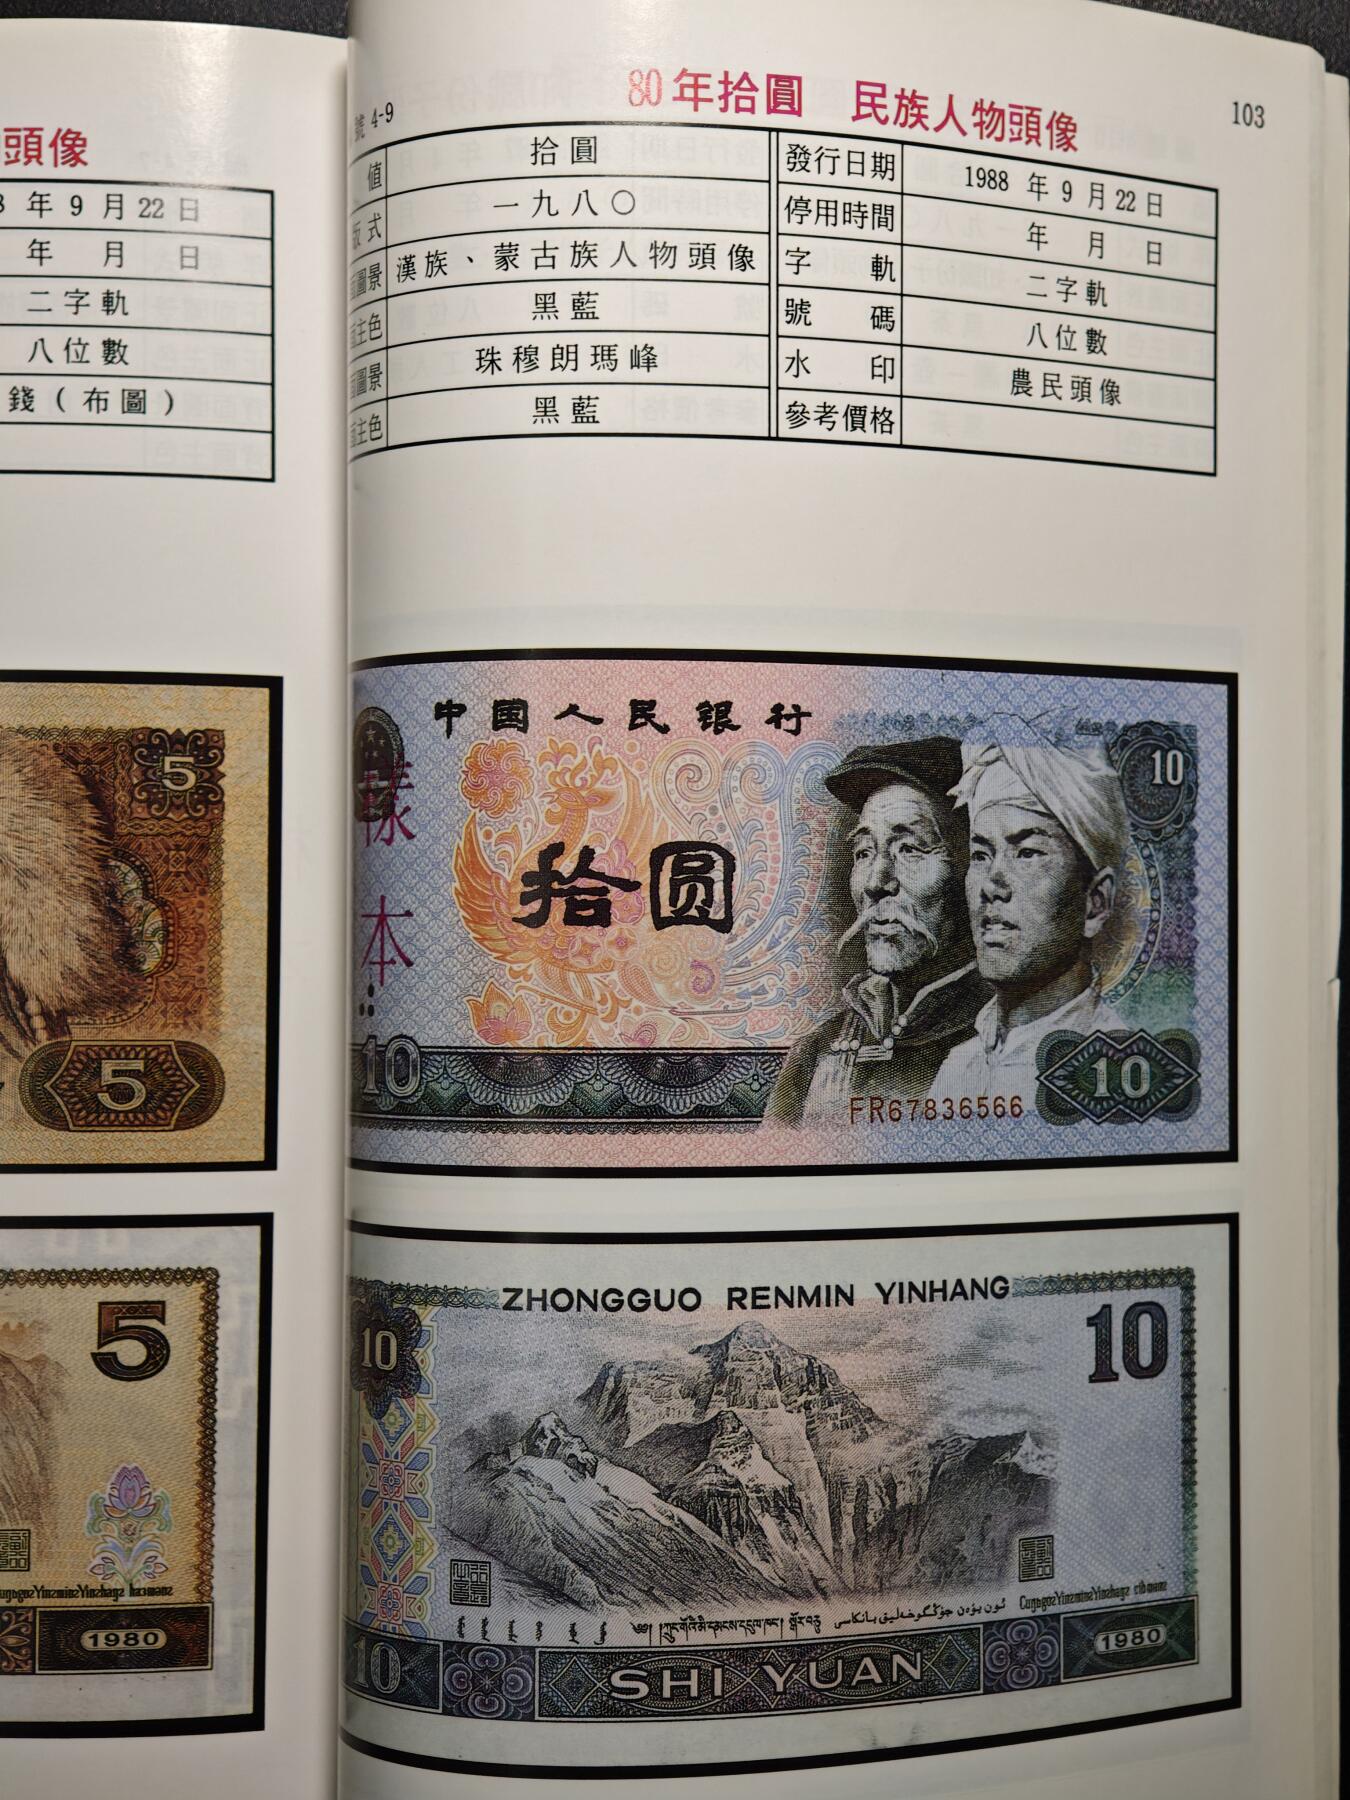 頭像
年 9 月 22 日
年 月 日
二字軌
八位數
錢(布圖)
5
5
5
1980
號 4-9
80年拾圓 民族人物頭像
103
值 拾圓
版式 一九八〇
圖景 漢族、蒙古族人物頭像
主色 黑藍
圖景 珠穆朗瑪峰
主色 黑藍
發行日期 1988 年 9 月 22 日
停用時間 年 月 日
字軌 二字軌
號碼 八位數
水印 農民頭像
參考價格
中国人民银行
10
樣本
拾圆
10
FR67836566
10
ZHONGGUO RENMIN YINHANG
10
10
10
SHI YUAN
1980